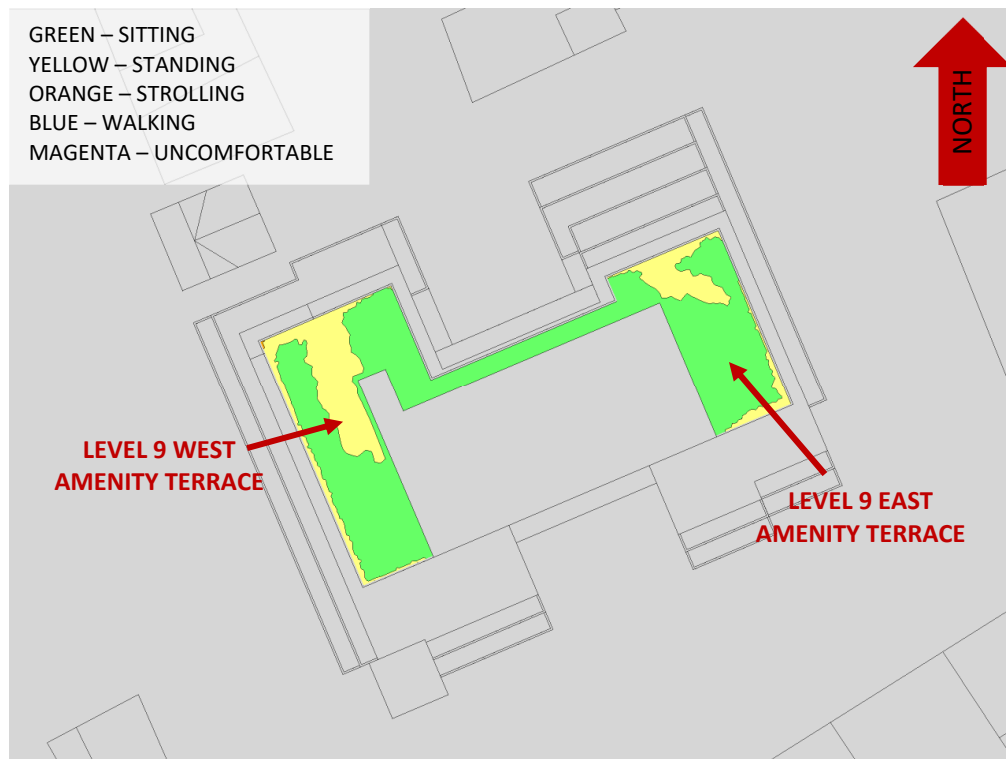 GREEN – SITTING
YELLOW – STANDING
ORANGE – STROLLING
BLUE – WALKING
MAGENTA – UNCOMFORTABLE
NORTH
LEVEL 9 WEST
AMENITY TERRACE
LEVEL 9 EAST
AMENITY TERRACE